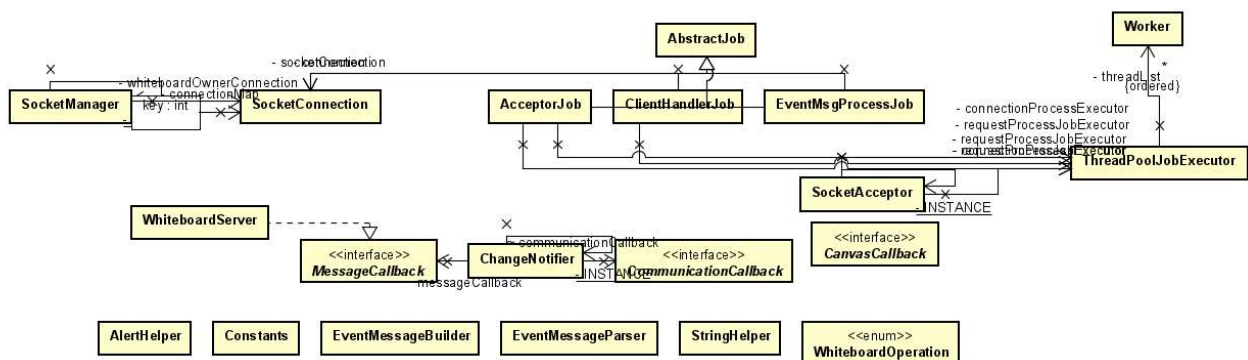 AbstractJob
Worker
- socketConnection
- whiteboardOwnerConnection
- connectionMap
key : int
- threadList
*
{ordered}
SocketManager
SocketConnection
AcceptorJob
ClientHandlerJob
EventMsgProcessJob
- connectionProcessExecutor
- requestProcessJobExecutor
- requestProcessJobExecutor
ThreadPoolJobExecutor
SocketAcceptor
- INSTANCE
WhiteboardServer
<<interface>>
MessageCallback
ChangeNotifier
- communicationCallback
<<interface>>
CommunicationCallback
- INSTANCE
messageCallback
<<interface>>
CanvasCallback
AlertHelper
Constants
EventMessageBuilder
EventMessageParser
StringHelper
<<enum>>
WhiteboardOperation